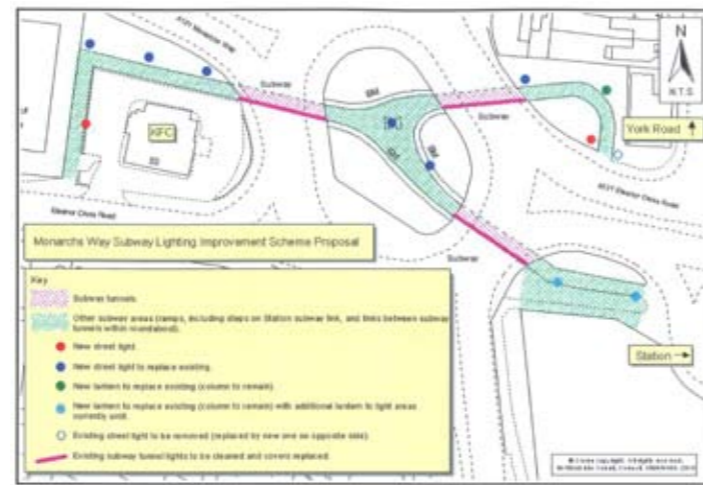 N
N.T.S.
Subway
KFC
York Road
Subway
Eleanor Cross Road
Eleanor Cross Road
Monarchs Way Subway Lighting Improvement Scheme Proposal
Subway
Key
Subway tunnels.
Other subway areas (ramps, including steps on Station subway link, and links between subway
tunnels within roundabout).
New street light.
New street light to replace existing.
New lantern to replace existing (column to remain).
New lantern to replace existing (column to remain) with additional lantern to light areas
currently unlit.
Existing street light to be removed (replaced by new one on opposite side).
Existing subway tunnel lights to be cleaned and covers replaced.
Station